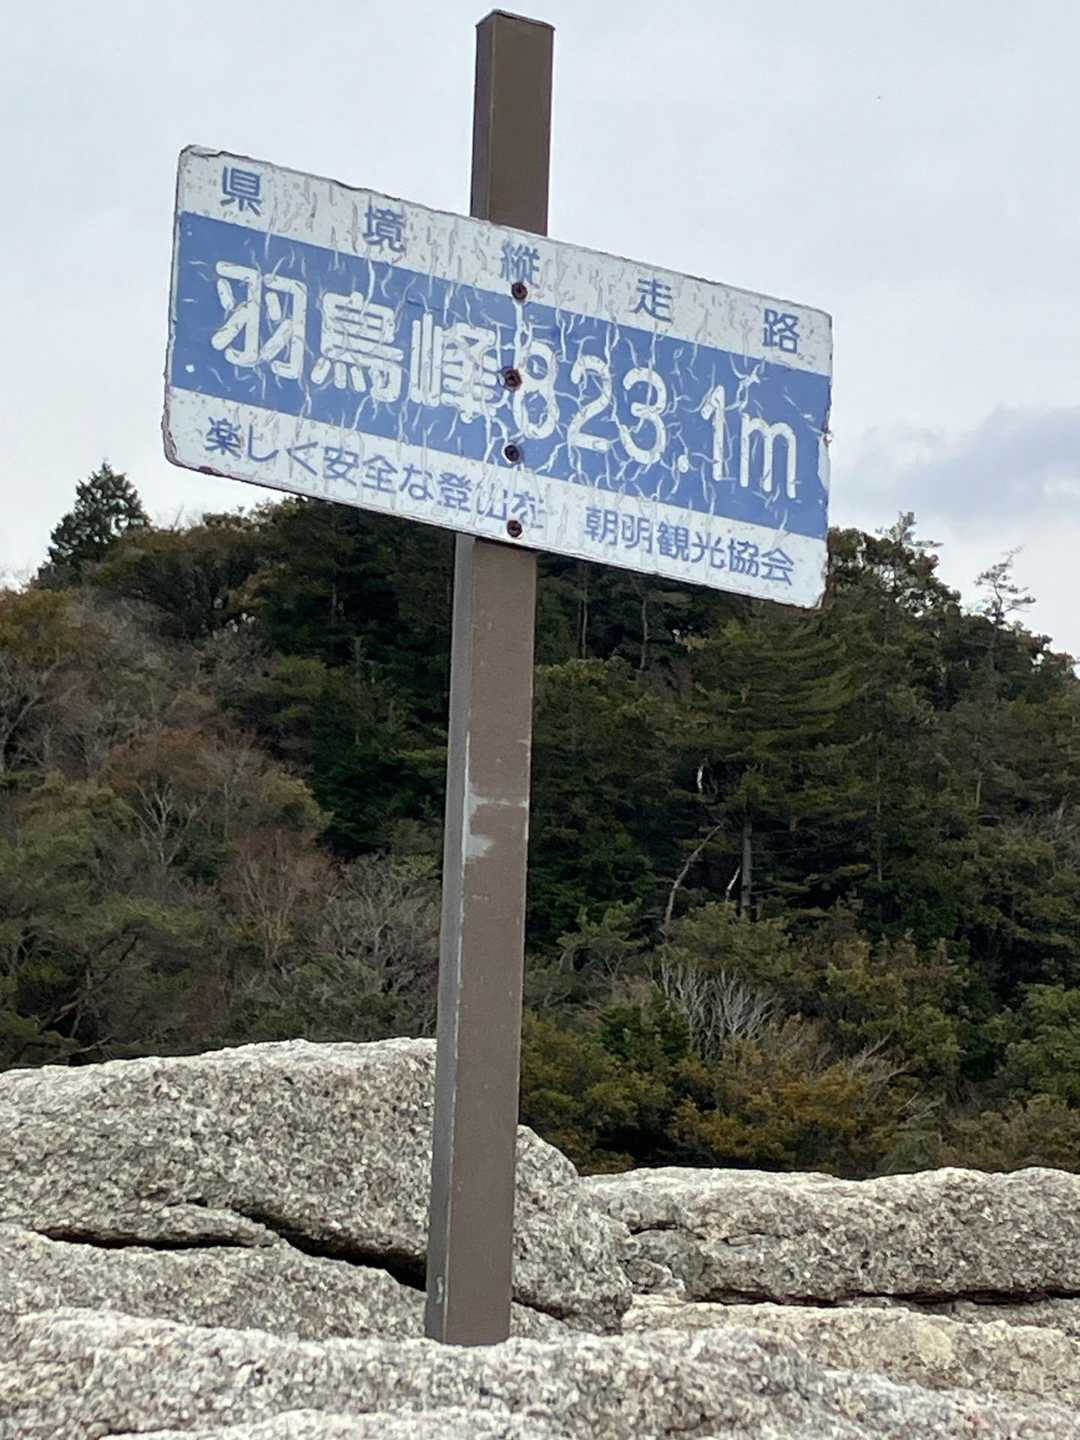 県境縦走路
羽鳥峰823.1m
楽しく安全な登山を 朝明観光協会